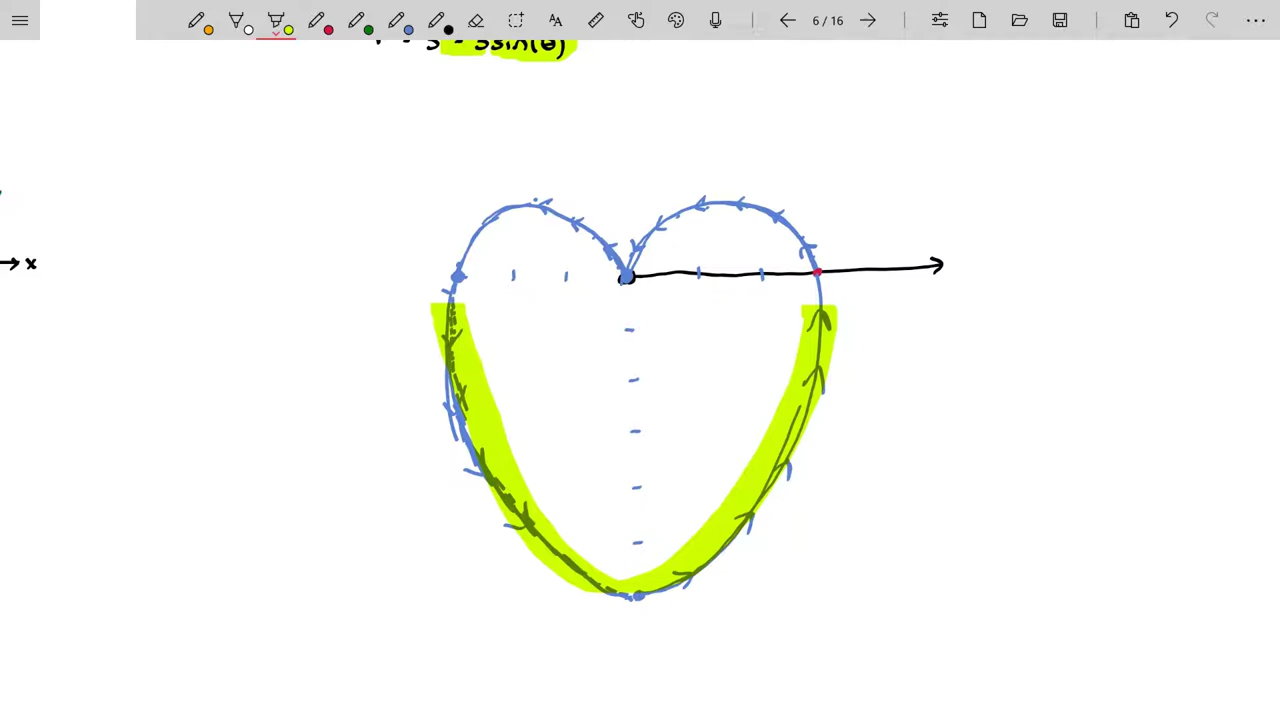 6 / 16
r = 3 - 3sin(θ)
x